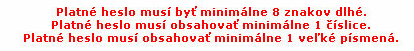 Platné heslo musí byť minimálne 8 znakov dlhé.
Platné heslo musí obsahovať minimálne 1 číslice.
Platné heslo musí obsahovať minimálne 1 veľké písmená.